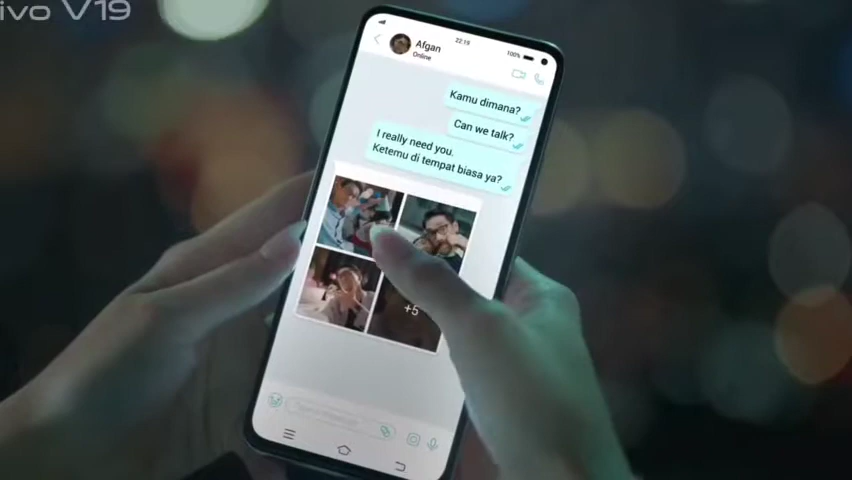 ivo V19
22:15
100%
Afgan
Online
Kamu dimana?
Can we talk?
I really need you.
Ketemu di tempat biasa ya?
+5